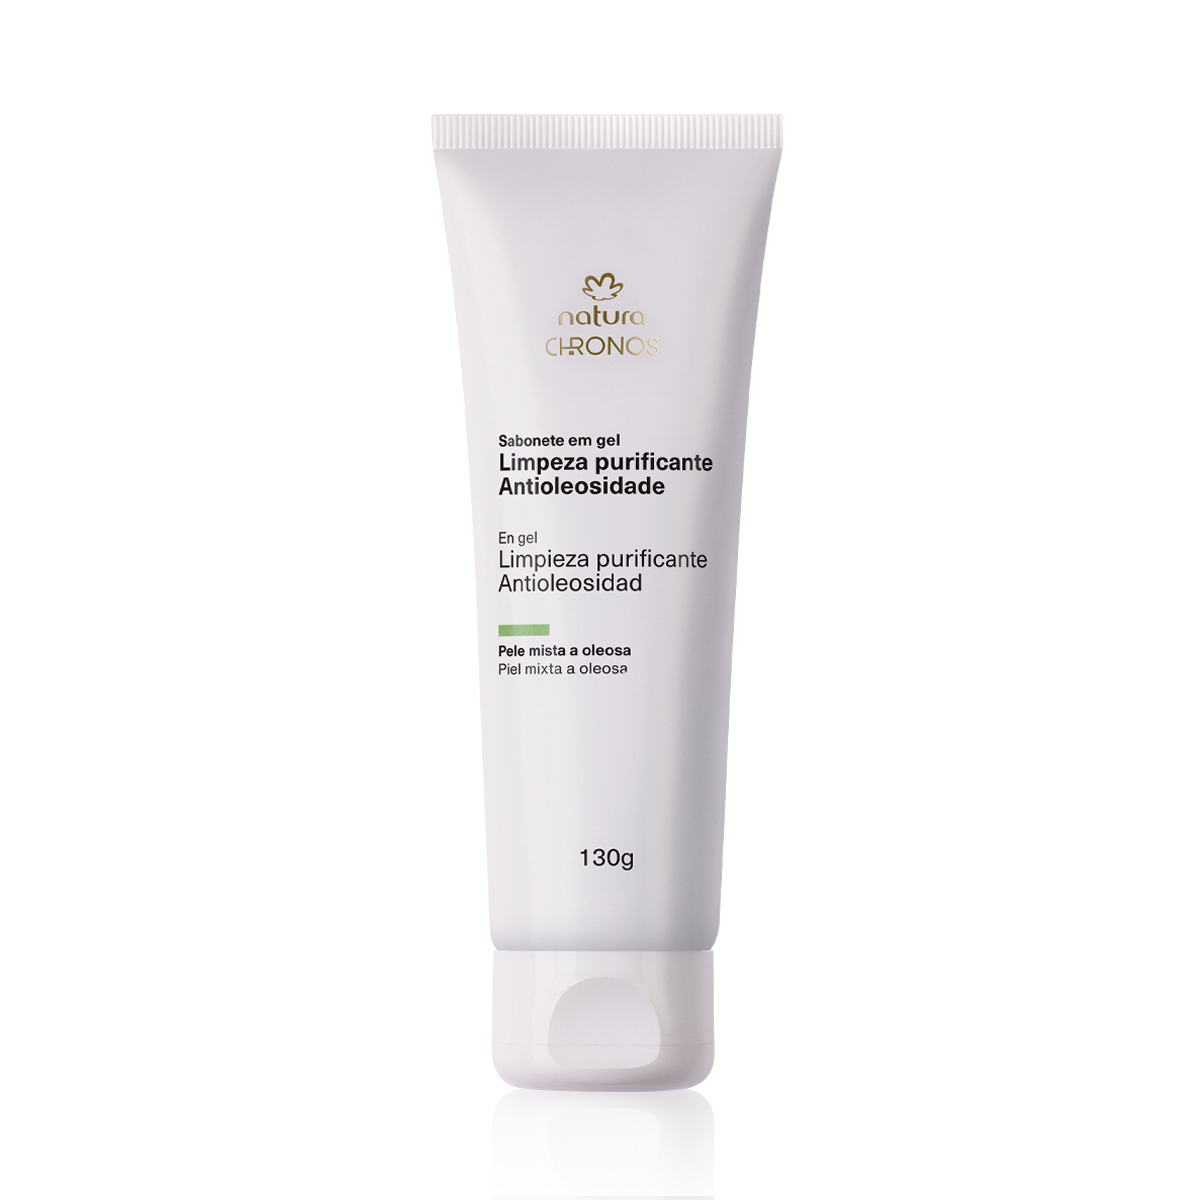 natura
CHRONOS
Sabonete em gel
Limpeza purificante
Antioleosidade
En gel
Limpieza purificante
Antioleosidad
Pele mista a oleosa
Piel mixta a oleosa
130g